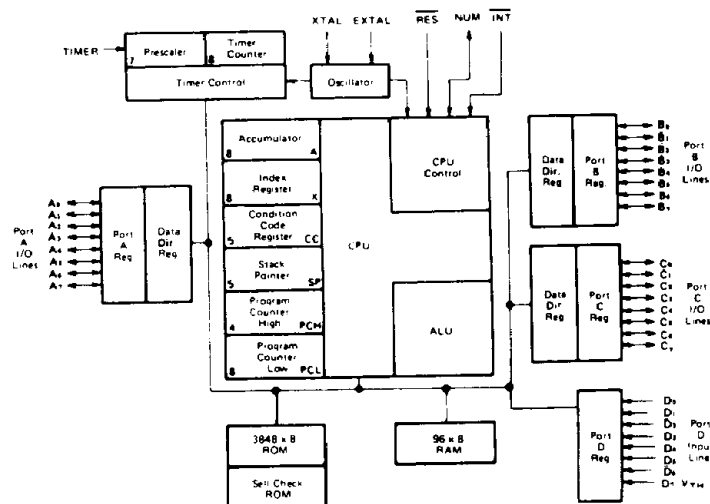 XTAL EXTAL RES NUM INT
TIMER
7 Prescaler
8 Timer Counter
Timer Control
Oscillator
8 Accumulator A
8 Index Register X
5 Condition Code Register CC
5 Stack Pointer SP
4 Program Counter High PCH
8 Program Counter Low PCL
CPU
CPU Control
ALU
Port A I/O Lines
A0
A1
A2
A3
A4
A5
A6
A7
Port A Reg
Data Dir Reg
Data Dir. Reg
Port B Reg.
B0
B1
B2
B3
B4
B5
B6
B7
Port B I/O Lines
Data Dir Reg
Port C Reg
C0
C1
C2
C3
C4
C5
C6
C7
Port C I/O Lines
3848 x 8 ROM
Self Check ROM
96 x 8 RAM
Port D Reg
D0
D1
D2
D3
D4
D5
D6
D7 VTH
Port D Input Line